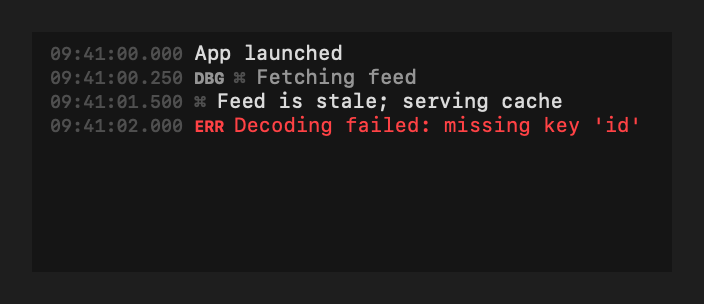 09:41:00.000 App launched
09:41:00.250 DBG ⌘ Fetching feed
09:41:01.500 ⌘ Feed is stale; serving cache
09:41:02.000 ERR Decoding failed: missing key 'id'